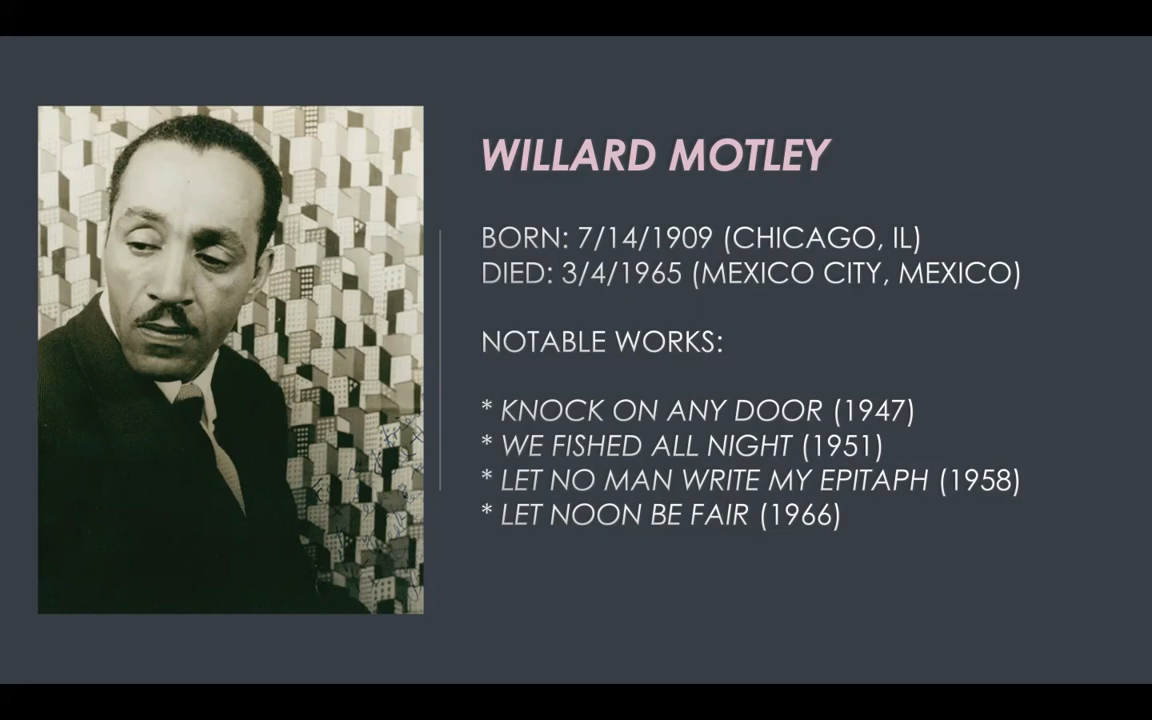 WILLARD MOTLEY
BORN: 7/14/1909 (CHICAGO, IL)
DIED: 3/4/1965 (MEXICO CITY, MEXICO)
NOTABLE WORKS:
* KNOCK ON ANY DOOR (1947)
* WE FISHED ALL NIGHT (1951)
* LET NO MAN WRITE MY EPITAPH (1958)
* LET NOON BE FAIR (1966)